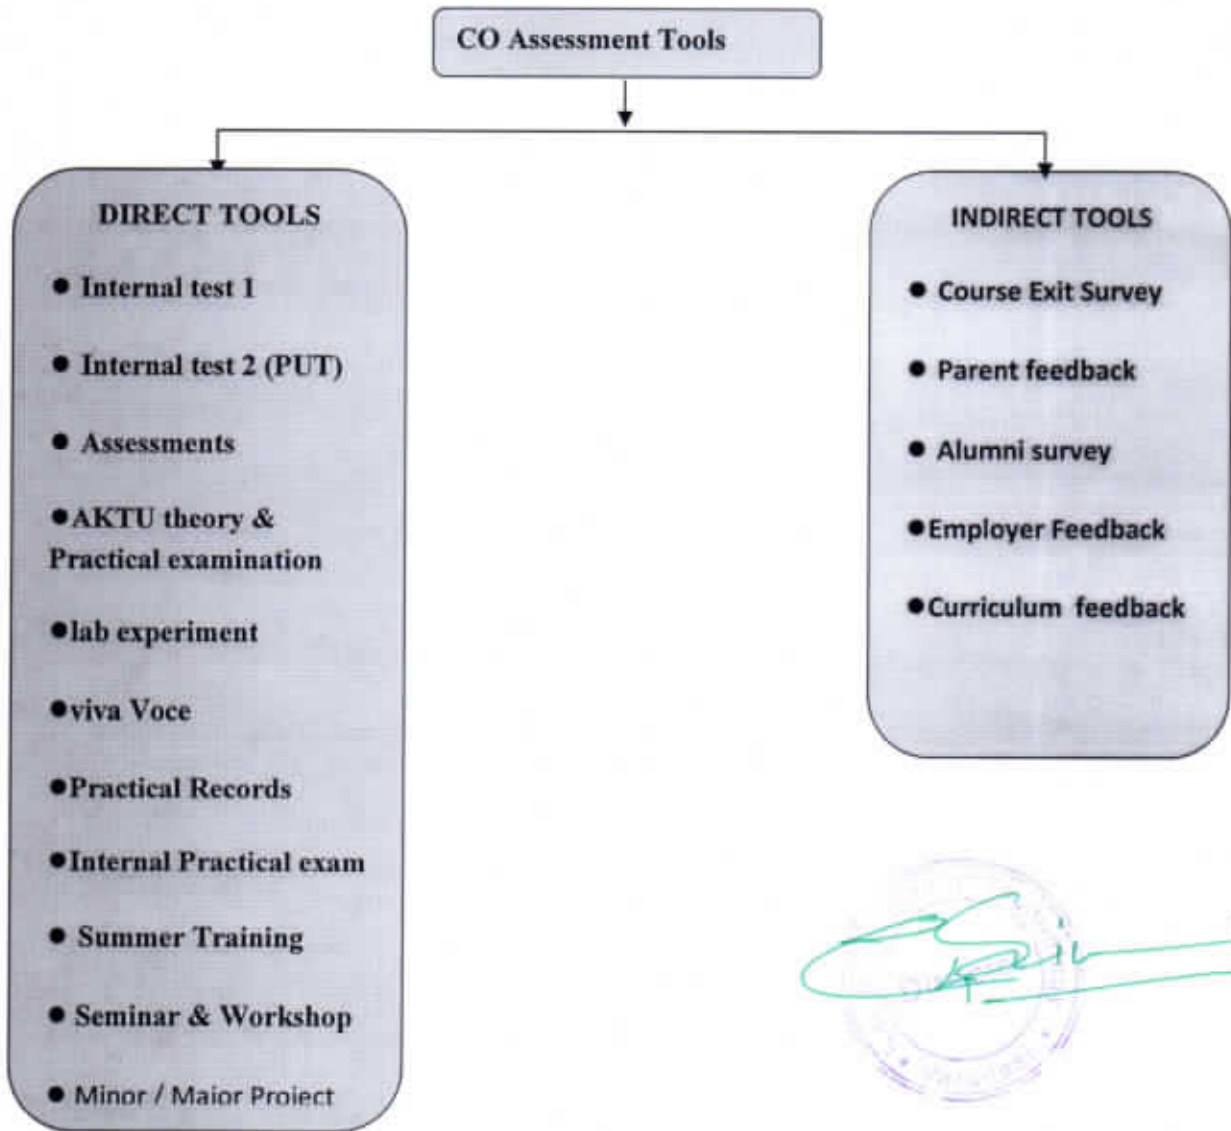 CO Assessment Tools
DIRECT TOOLS
● Internal test 1
● Internal test 2 (PUT)
● Assessments
●AKTU theory &
Practical examination
●lab experiment
●viva Voce
●Practical Records
●Internal Practical exam
● Summer Training
● Seminar & Workshop
● Minor / Major Project
INDIRECT TOOLS
● Course Exit Survey
● Parent feedback
● Alumni survey
●Employer Feedback
●Curriculum feedback